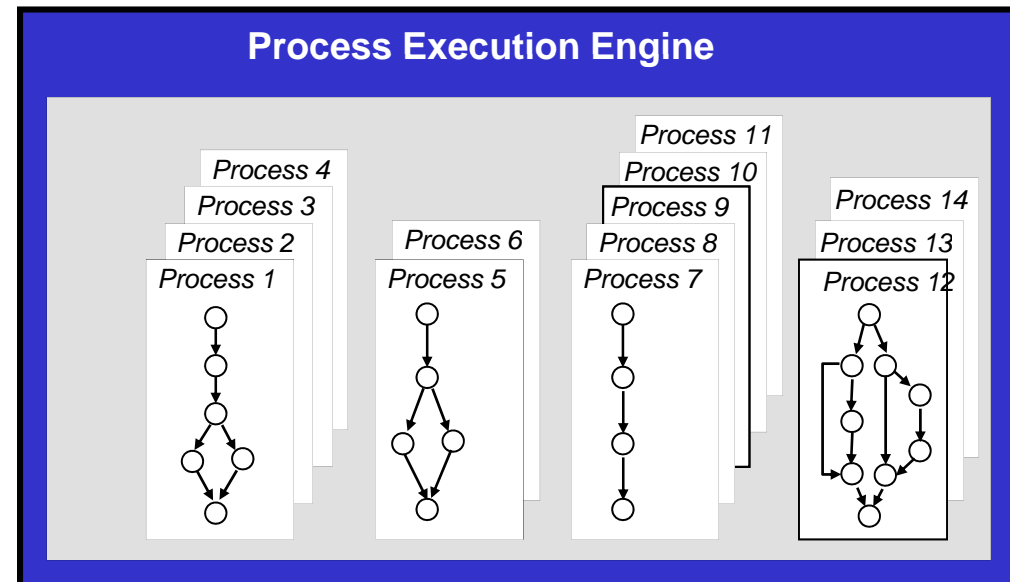 Process Execution Engine
Process 4
Process 3
Process 2
Process 1
Process 6
Process 5
Process 11
Process 10
Process 9
Process 8
Process 7
Process 14
Process 13
Process 12